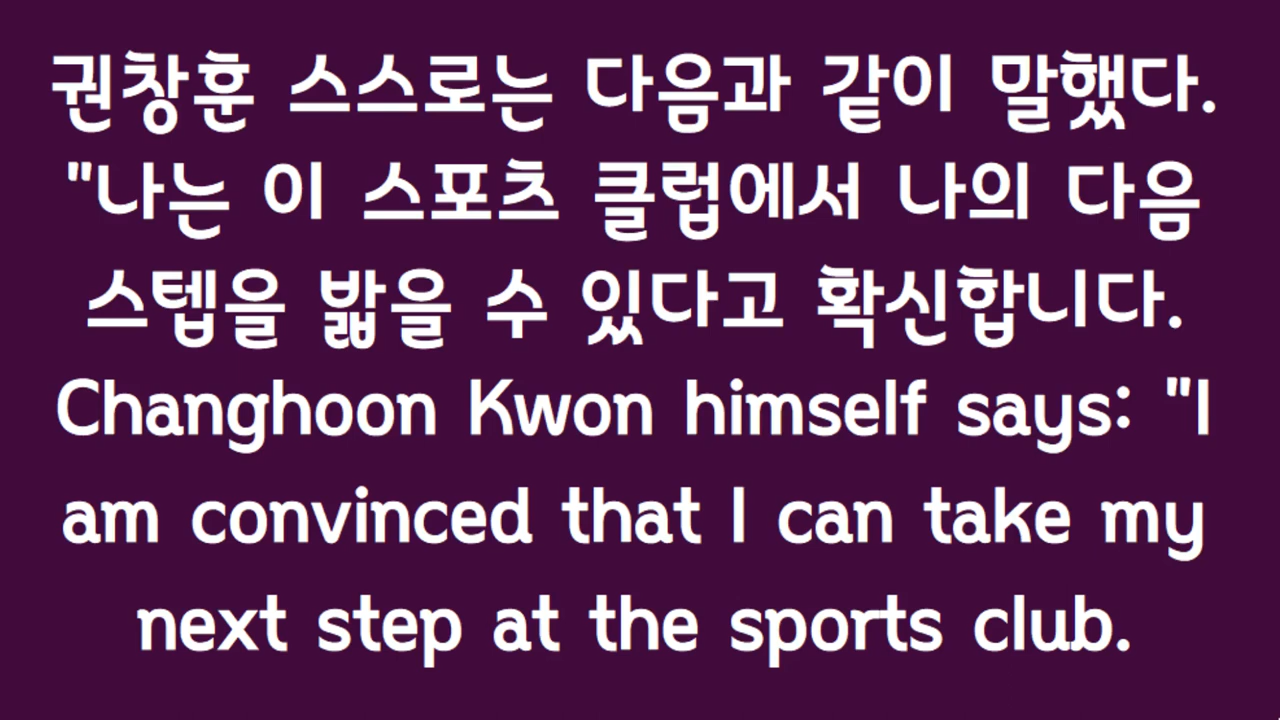 권창훈 스스로는 다음과 같이 말했다.
"나는 이 스포츠 클럽에서 나의 다음
스텝을 밟을 수 있다고 확신합니다.
Changhoon Kwon himself says: "I
am convinced that I can take my
next step at the sports club.